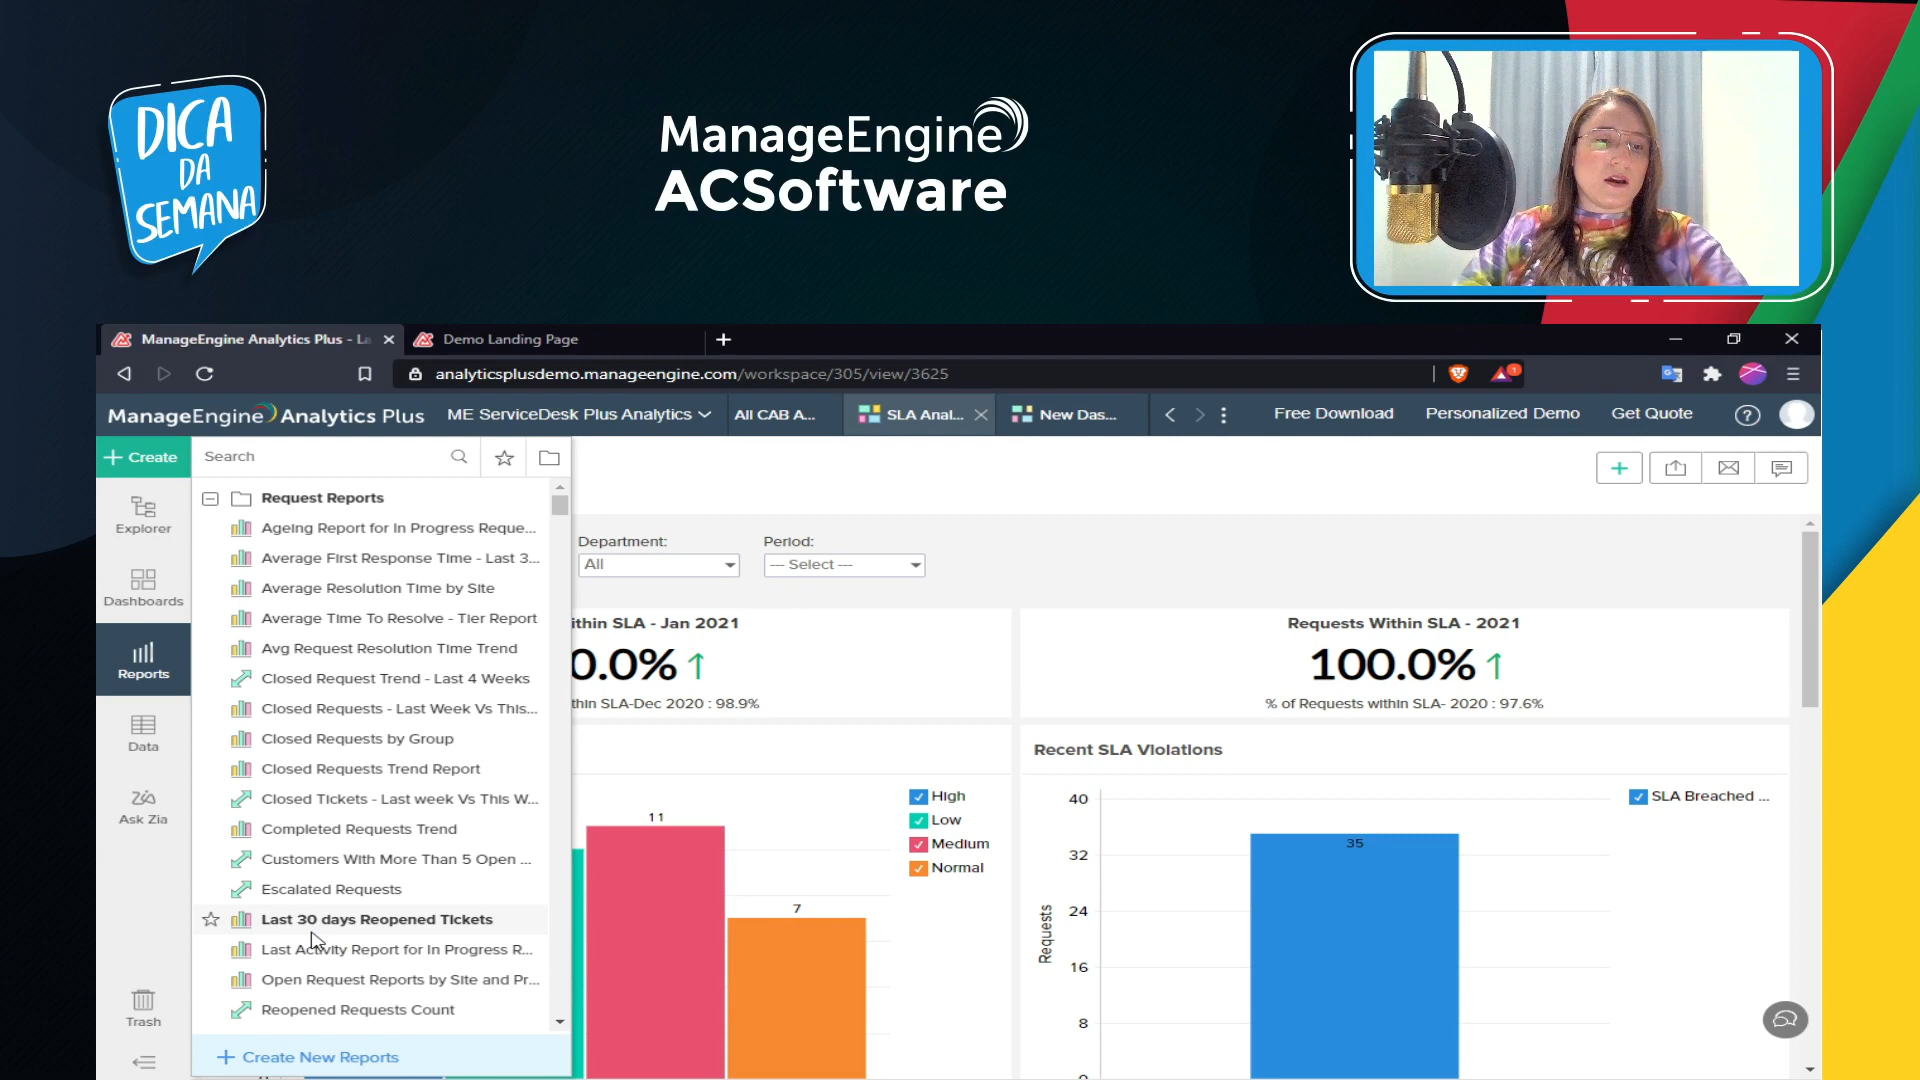 DICA
DA
SEMANA
ManageEngine
ACSoftware
ManageEngine Analytics Plus - La
Demo Landing Page
analyticsplusdemo.manageengine.com/workspace/305/view/3625
1
ManageEngine Analytics Plus
ME ServiceDesk Plus Analytics
All CAB A...
SLA Anal...
New Das...
Free Download
Personalized Demo
Get Quote
?
Create
Search
Explorer
Dashboards
Reports
Data
Ask Zia
Trash
Request Reports
Ageing Report for In Progress Reque...
Average First Response Time - Last 3...
Average Resolution Time by Site
Average Time To Resolve - Tier Report
Avg Request Resolution Time Trend
Closed Request Trend - Last 4 Weeks
Closed Requests - Last Week Vs This...
Closed Requests by Group
Closed Requests Trend Report
Closed Tickets - Last week Vs This W...
Completed Requests Trend
Customers With More Than 5 Open ...
Escalated Requests
Last 30 days Reopened Tickets
Last Activity Report for In Progress R...
Open Request Reports by Site and Pr...
Reopened Requests Count
Create New Reports
Department:
All
Period:
--- Select ---
ithin SLA - Jan 2021
0.0%
thin SLA-Dec 2020 : 98.9%
Requests Within SLA - 2021
100.0%
% of Requests within SLA- 2020 : 97.6%
11
7
High
Low
Medium
Normal
Recent SLA Violations
40
32
24
16
8
Requests
35
SLA Breached ...